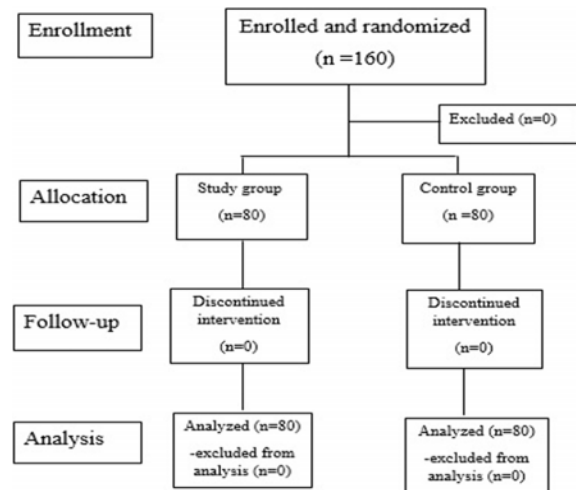 Enrollment
Enrolled and randomized
(n =160)
Excluded (n=0)
Allocation
Study group
(n=80)
Control group
(n =80)
Follow-up
Discontinued
intervention
(n=0)
Discontinued
intervention
(n=0)
Analysis
Analyzed (n=80)
-excluded from
analysis (n=0)
Analyzed (n=80)
-excluded from
analysis (n=0)